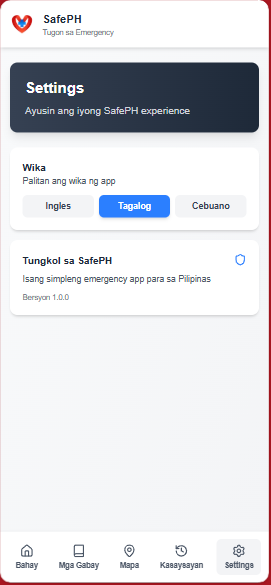 SafePH
Tugon sa Emergency
Settings
Ayusin ang iyong SafePH experience
Wika
Palitan ang wika ng app
Ingles
Tagalog
Cebuano
Tungkol sa SafePH
Isang simpleng emergency app para sa Pilipinas
Bersyon 1.0.0
Bahay
Mga Gabay
Mapa
Kasaysayan
Settings